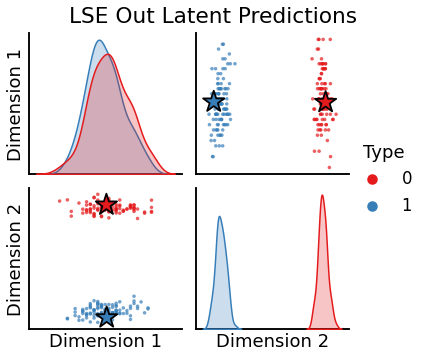 LSE Out Latent Predictions
Dimension 1
Dimension 2
Type
0
1
Dimension 1
Dimension 2